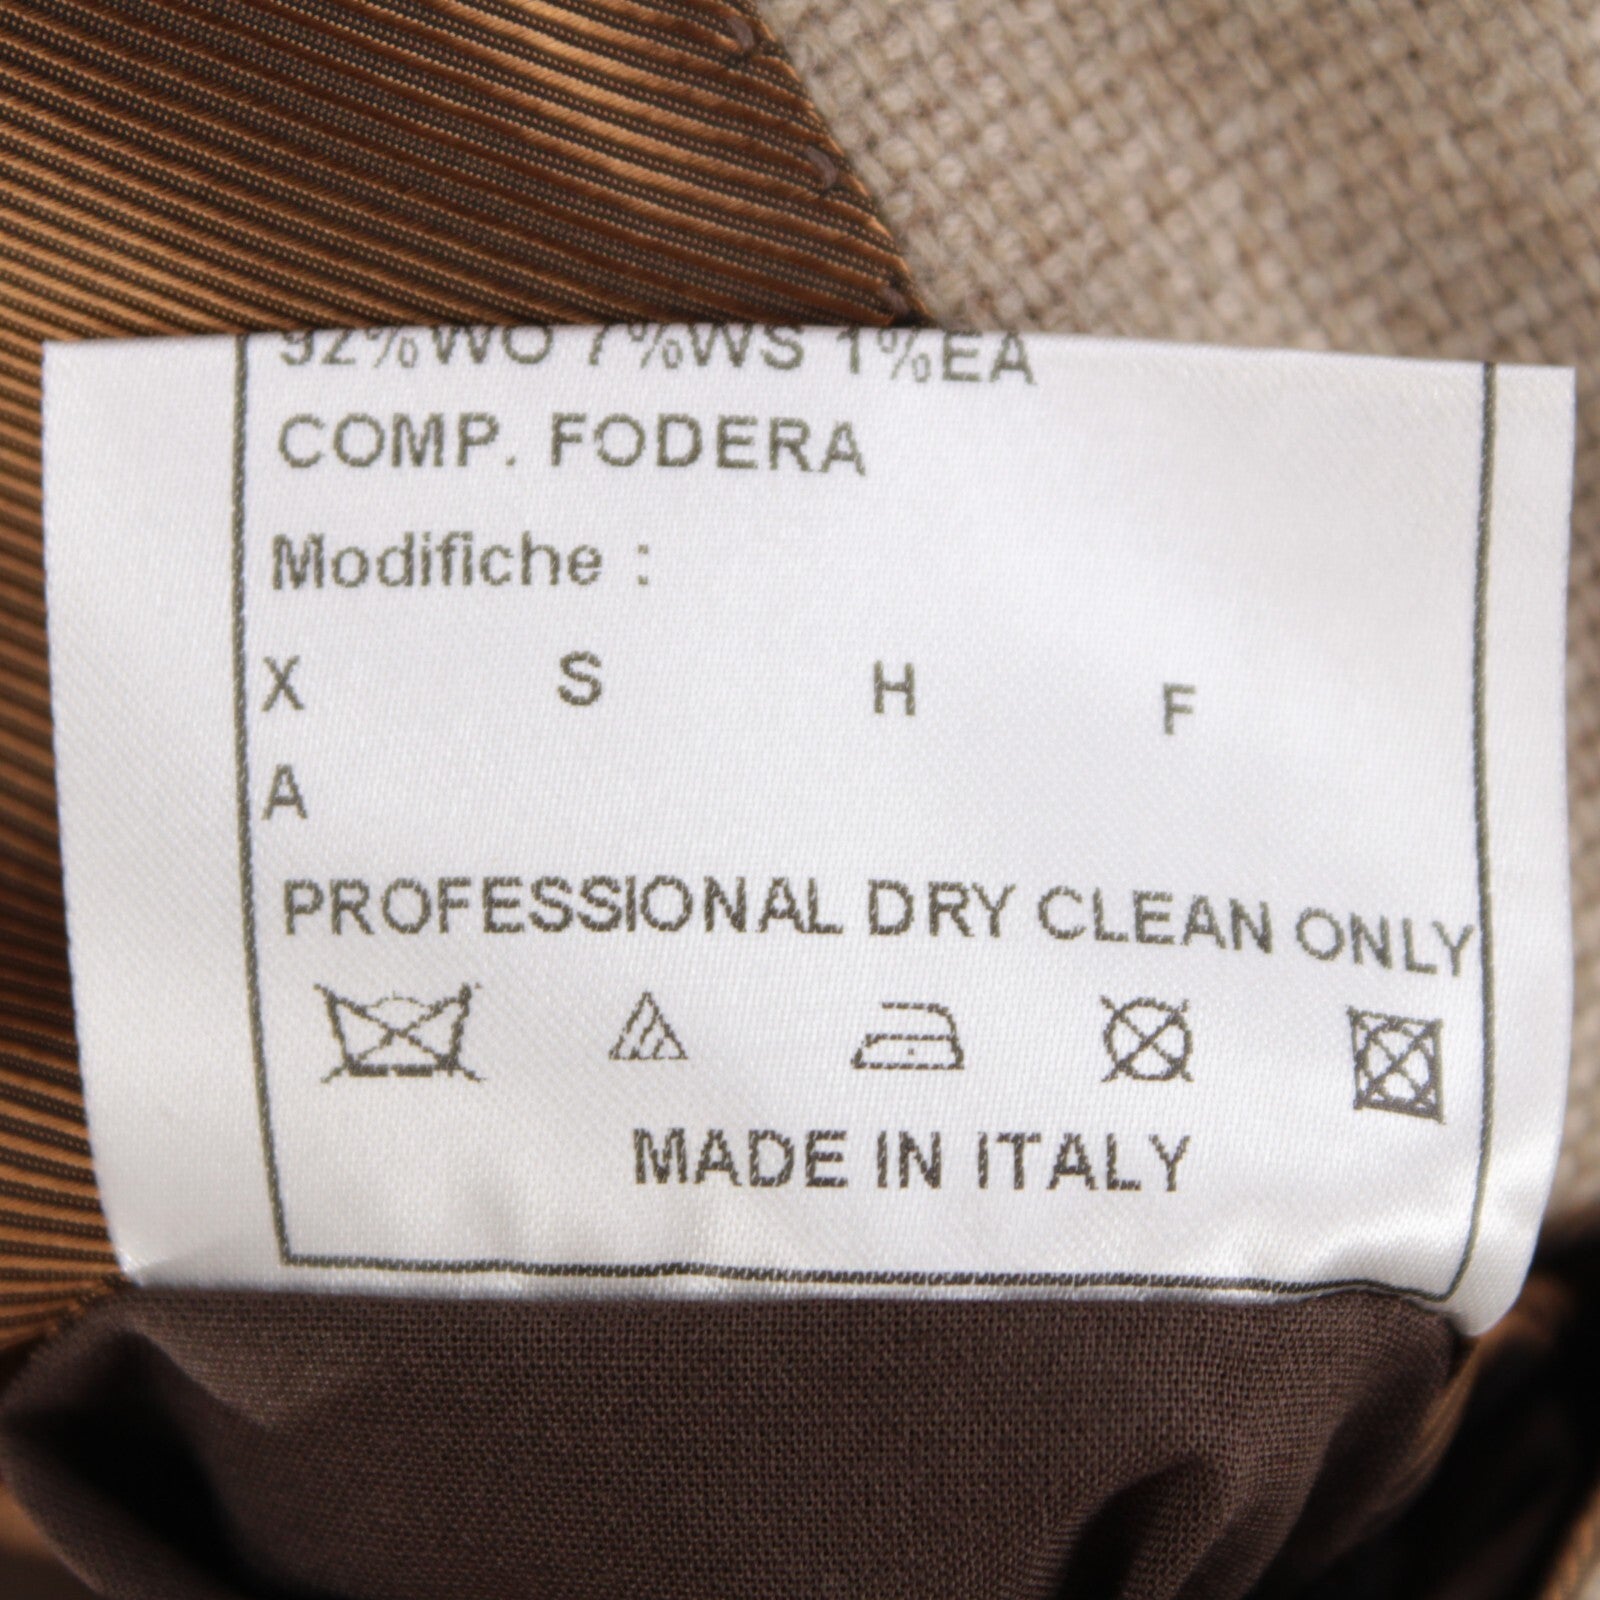 92%WO 7%WS 1%EA
COMP. FODERA
Modifiche :
X S H F
A
PROFESSIONAL DRY CLEAN ONLY
MADE IN ITALY